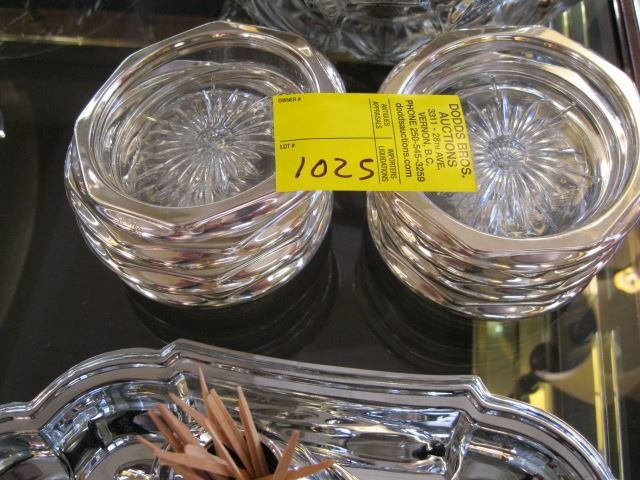 OWNER #
LOT #
1025
ANTIQUES
APPRAISALS
IMPORTERS
LIQUIDATIONS
DODDS BROS.
AUCTIONS
3311 - 28TH AVE.
VERNON, B.C.
PHONE 250-545-3259
doddsauctions.com